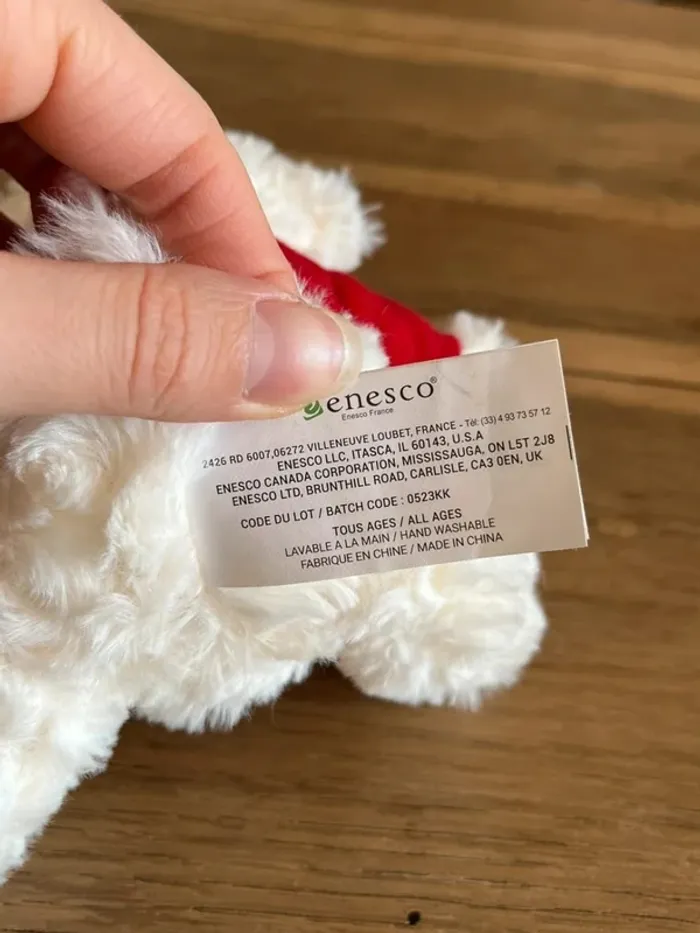 enesco®
Enesco France
2426 RD 6007,06272 VILLENEUVE LOUBET, FRANCE - Tél: (33) 4 93 73 57 12
ENESCO LLC, ITASCA, IL 60143, U.S.A
ENESCO CANADA CORPORATION, MISSISSAUGA, ON L5T 2J8
ENESCO LTD, BRUNTHILL ROAD, CARLISLE, CA3 0EN, UK
CODE DU LOT / BATCH CODE : 0523KK
TOUS AGES / ALL AGES
LAVABLE A LA MAIN / HAND WASHABLE
FABRIQUE EN CHINE / MADE IN CHINA